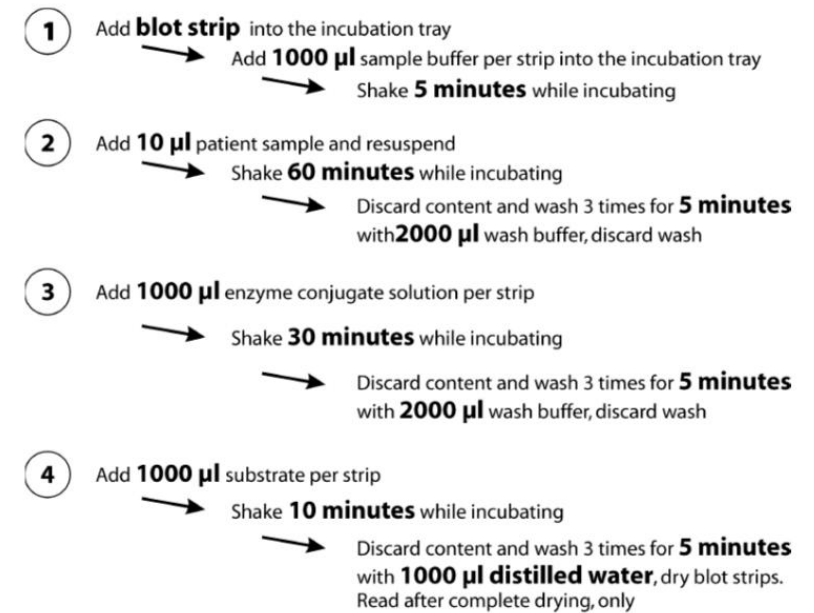 1 Add blot strip into the incubation tray
Add 1000 µl sample buffer per strip into the incubation tray
Shake 5 minutes while incubating
2 Add 10 µl patient sample and resuspend
Shake 60 minutes while incubating
Discard content and wash 3 times for 5 minutes
with2000 µl wash buffer, discard wash
3 Add 1000 µl enzyme conjugate solution per strip
Shake 30 minutes while incubating
Discard content and wash 3 times for 5 minutes
with 2000 µl wash buffer, discard wash
4 Add 1000 µl substrate per strip
Shake 10 minutes while incubating
Discard content and wash 3 times for 5 minutes
with 1000 µl distilled water, dry blot strips.
Read after complete drying, only